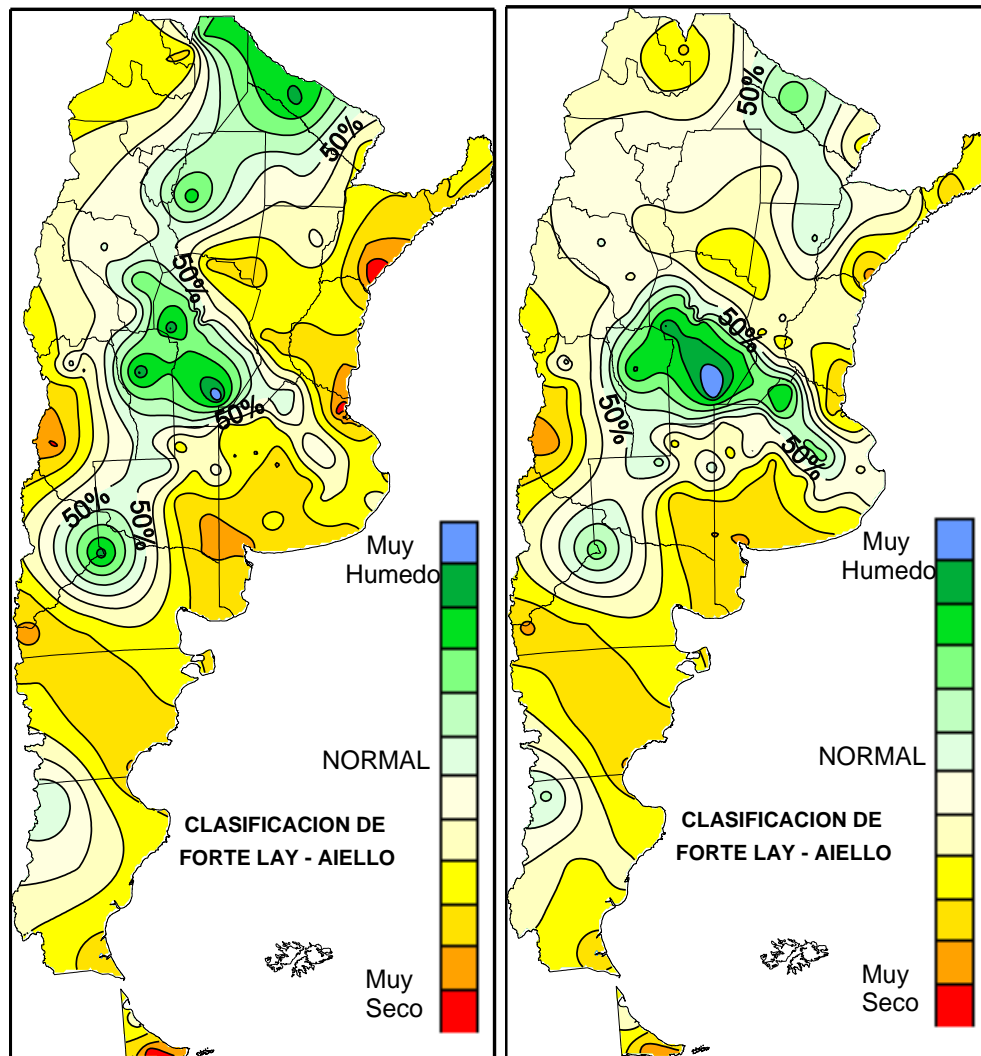 50%
50%
50%
50%
50%
Muy
Humedo
NORMAL
CLASIFICACION DE
FORTE LAY - AIELLO
Muy
Seco
50%
50%
50%
50%
Muy
Humedo
NORMAL
CLASIFICACION DE
FORTE LAY - AIELLO
Muy
Seco